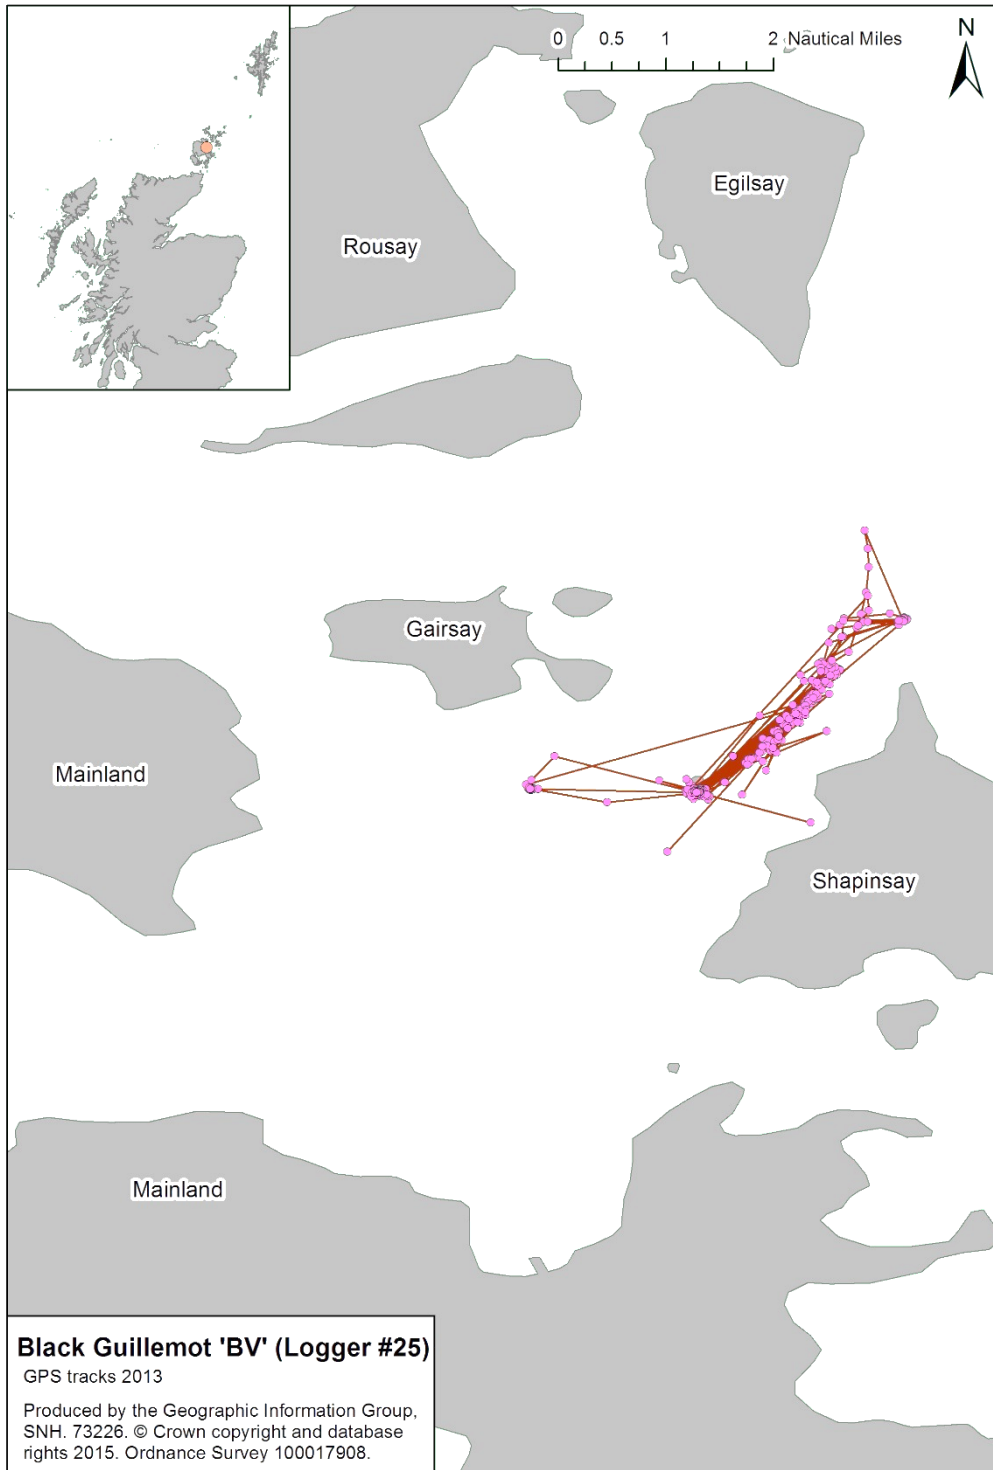 N
0 0.5 1 2 Nautical Miles
Egilsay
Rousay
Gairsay
Mainland
Shapinsay
Mainland
Black Guillemot 'BV' (Logger #25)
GPS tracks 2013
Produced by the Geographic Information Group,
SNH. 73226. © Crown copyright and database
rights 2015. Ordnance Survey 100017908.